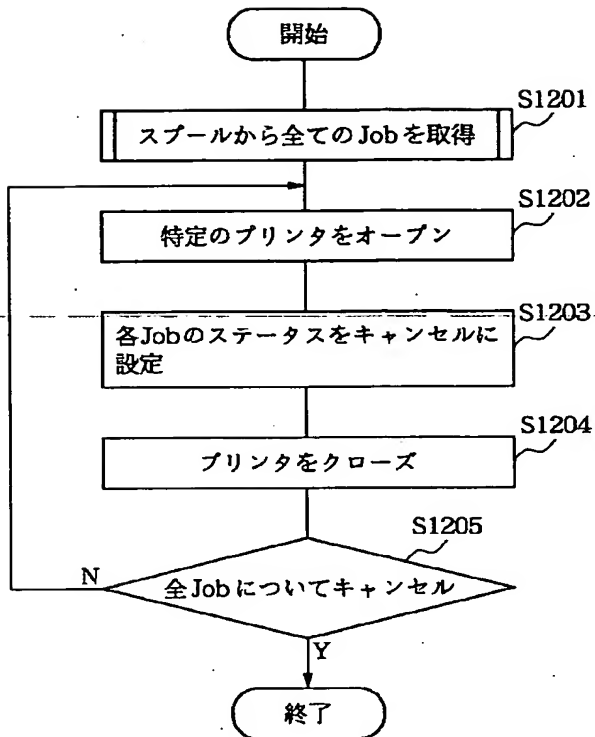 開始
S1201
スプールから全てのJobを取得
S1202
特定のプリンタをオープン
S1203
各Jobのステータスをキャンセルに
設定
S1204
プリンタをクローズ
S1205
全Jobについてキャンセル
N
Y
終了